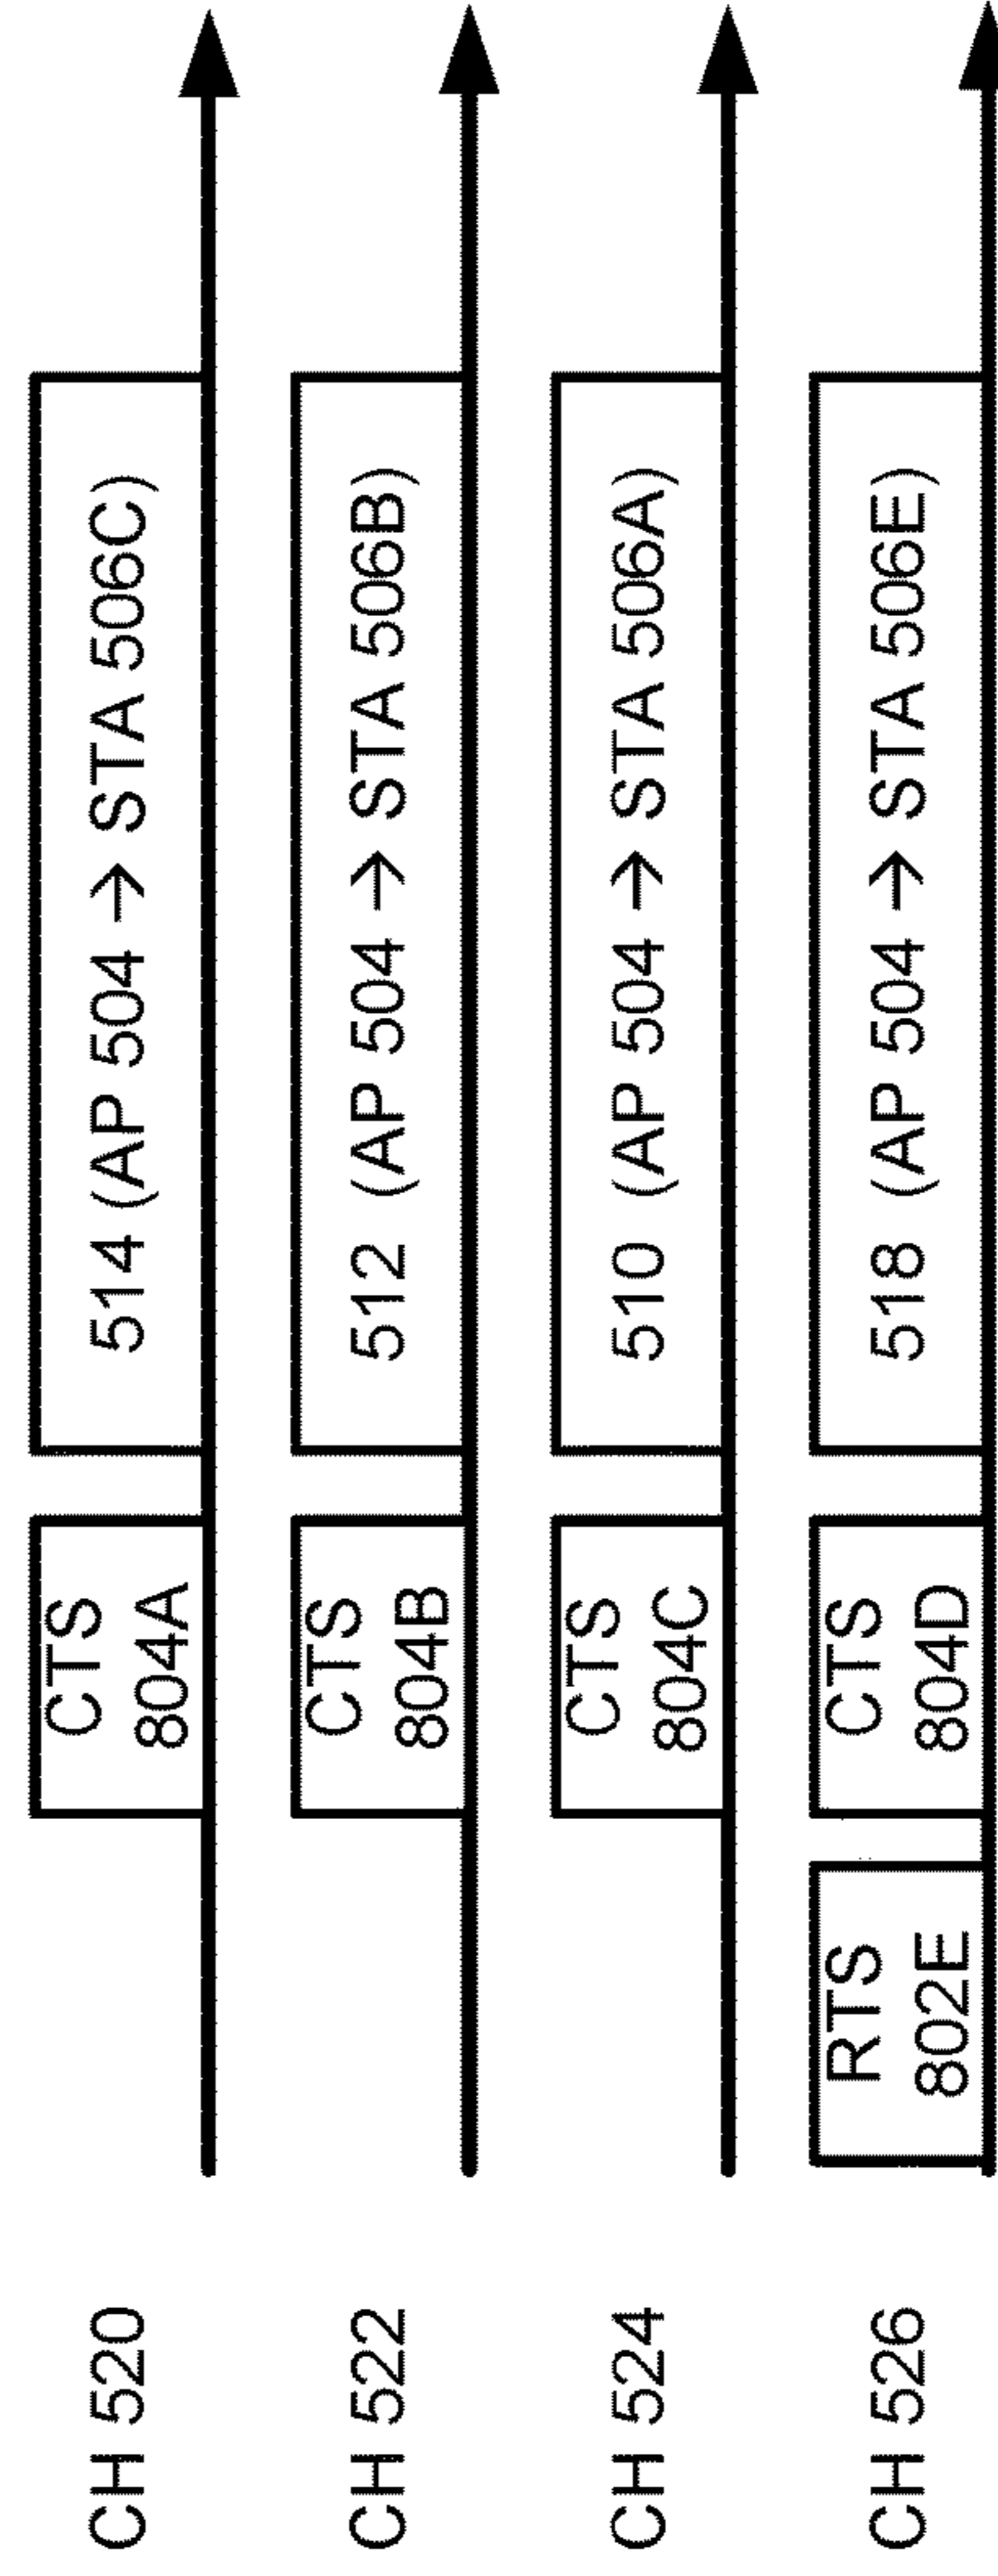 CH 520
CTS
804A
514 (AP 504 → STA 506C)
CH 522
CTS
804B
512 (AP 504 → STA 506B)
CH 524
CTS
804C
510 (AP 504 → STA 506A)
CH 526
RTS
802E
CTS
804D
518 (AP 504 → STA 506E)